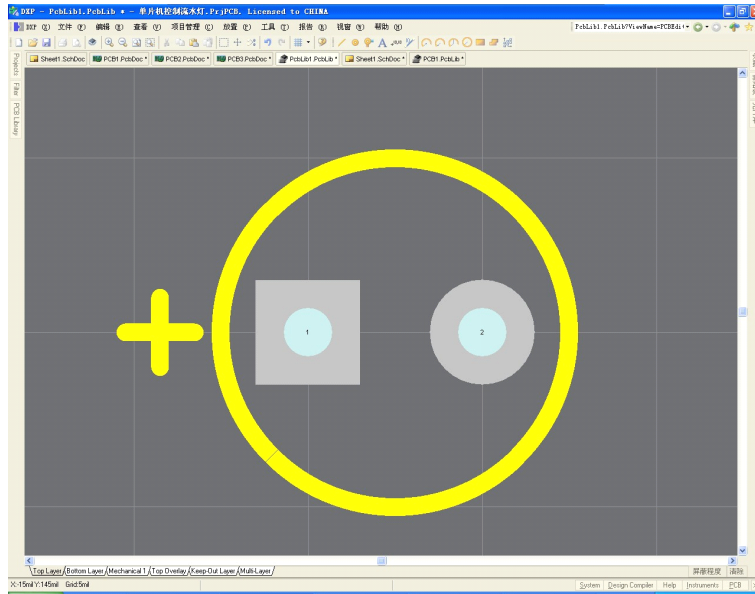 DXP - PcbLib1.PcbLib * - 单片机控制流水灯.PrjPCB. Licensed to CHINA
DXP (X) 文件 (F) 编辑 (E) 查看 (V) 项目管理 (C) 放置 (P) 工具 (T) 报告 (R) 视窗 (W) 帮助 (H) PcbLib1.PcbLib?ViewName=PCBEdi
Sheet1.SchDoc PCB1.PcbDoc * PCB2.PcbDoc * PCB3.PcbDoc * PcbLib1.PcbLib * Sheet1.SchDoc * PCB1.PcbLib *
Projects
Filter
PCB Library
1 2
Top Layer Bottom Layer Mechanical 1 Top Overlay Keep-Out Layer Multi-Layer 屏蔽程度 清除
X:-15mil Y:145mil Grid:5mil System Design Compiler Help Instruments PCB